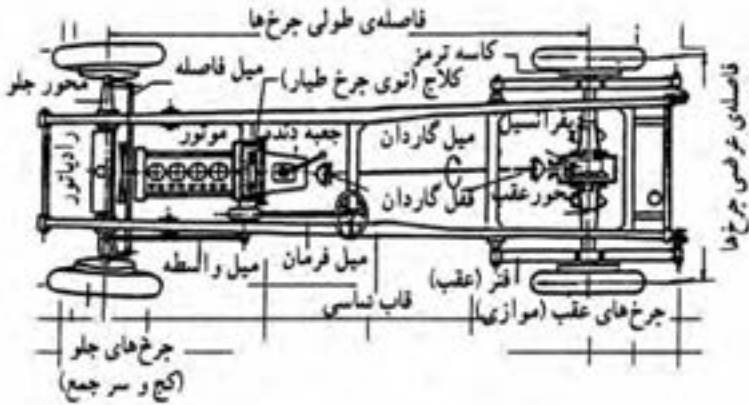 فاصله‌ی طولی چرخ‌ها
کاسه ترمز
میل فاصله
کلاج (توی چرخ طیار)
محور جلو
فاصله‌ی عرضی چرخ‌ها
رادیاتور
موتور
جعبه دنده
میل گاردان
دیفرانسیل
قفل گاردان
محور عقب
میل واسطه
میل فرمان
فنر (عقب)
قاب شاسی
چرخ‌های عقب (موازی)
چرخ‌های جلو
(کج و سر جمع)